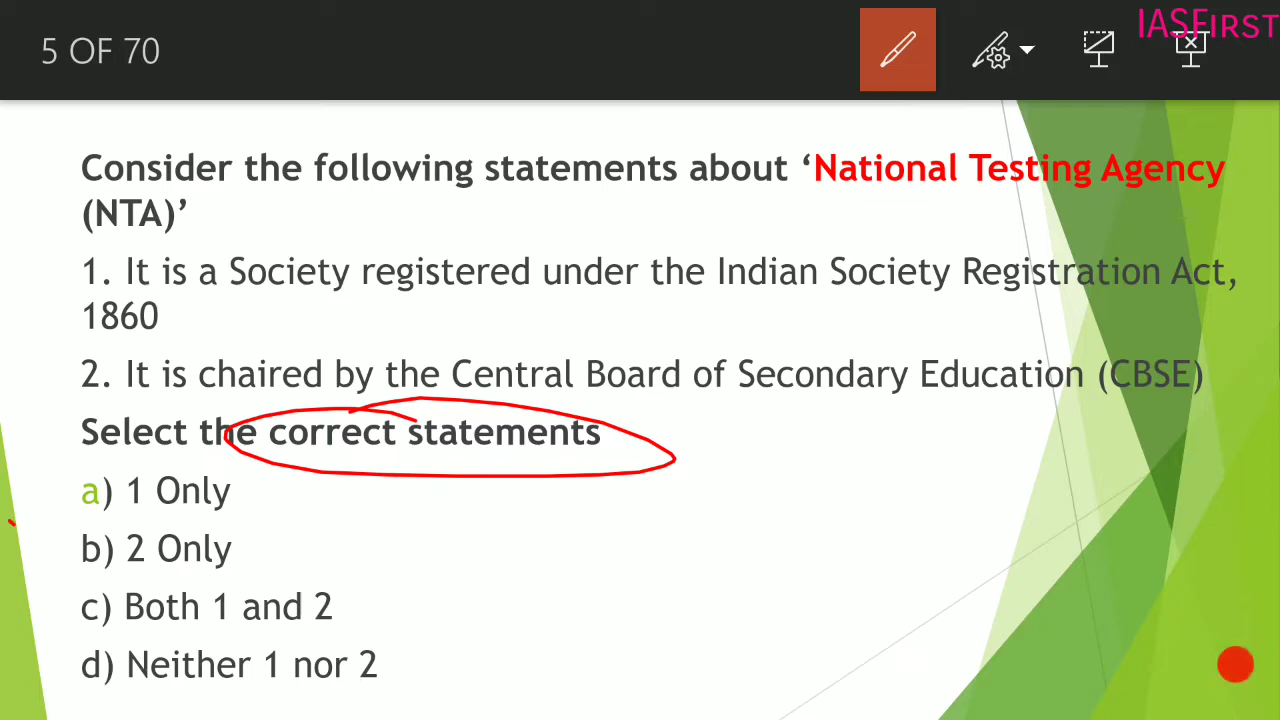 5 OF 70
IASFIRST
Consider the following statements about ‘National Testing Agency
(NTA)’
1. It is a Society registered under the Indian Society Registration Act,
1860
2. It is chaired by the Central Board of Secondary Education (CBSE)
Select the correct statements
a) 1 Only
b) 2 Only
c) Both 1 and 2
d) Neither 1 nor 2